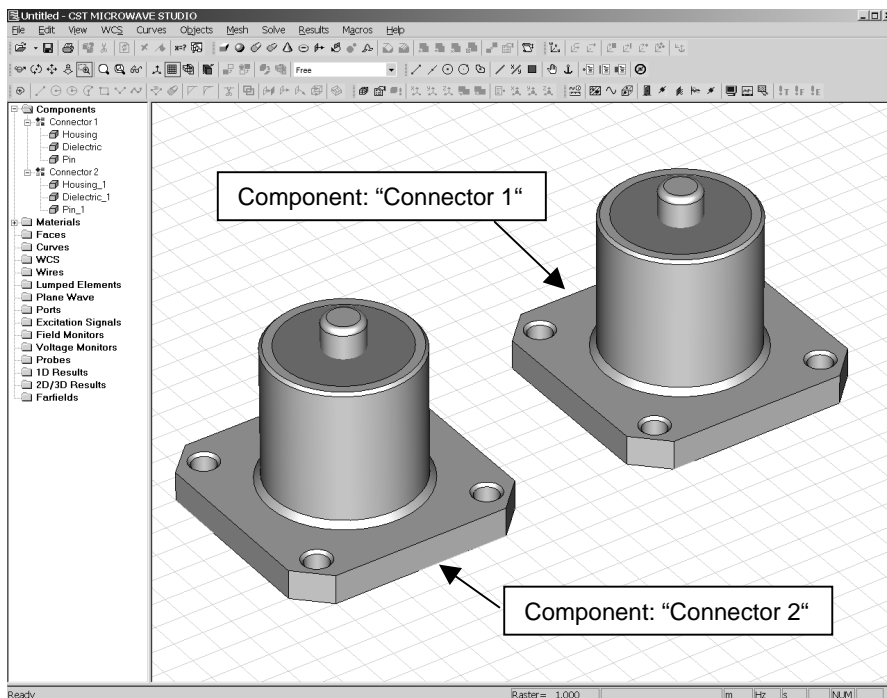 Untitled - CST MICROWAVE STUDIO
File Edit View WCS Curves Objects Mesh Solve Results Macros Help
Free
Components
Connector 1
Housing
Dielectric
Pin
Connector 2
Housing_1
Dielectric_1
Pin_1
Materials
Faces
Curves
WCS
Wires
Lumped Elements
Plane Wave
Ports
Excitation Signals
Field Monitors
Voltage Monitors
Probes
1D Results
2D/3D Results
Farfields
Component: “Connector 1“
Component: “Connector 2“
Ready Raster= 1.000 m Hz s NUM